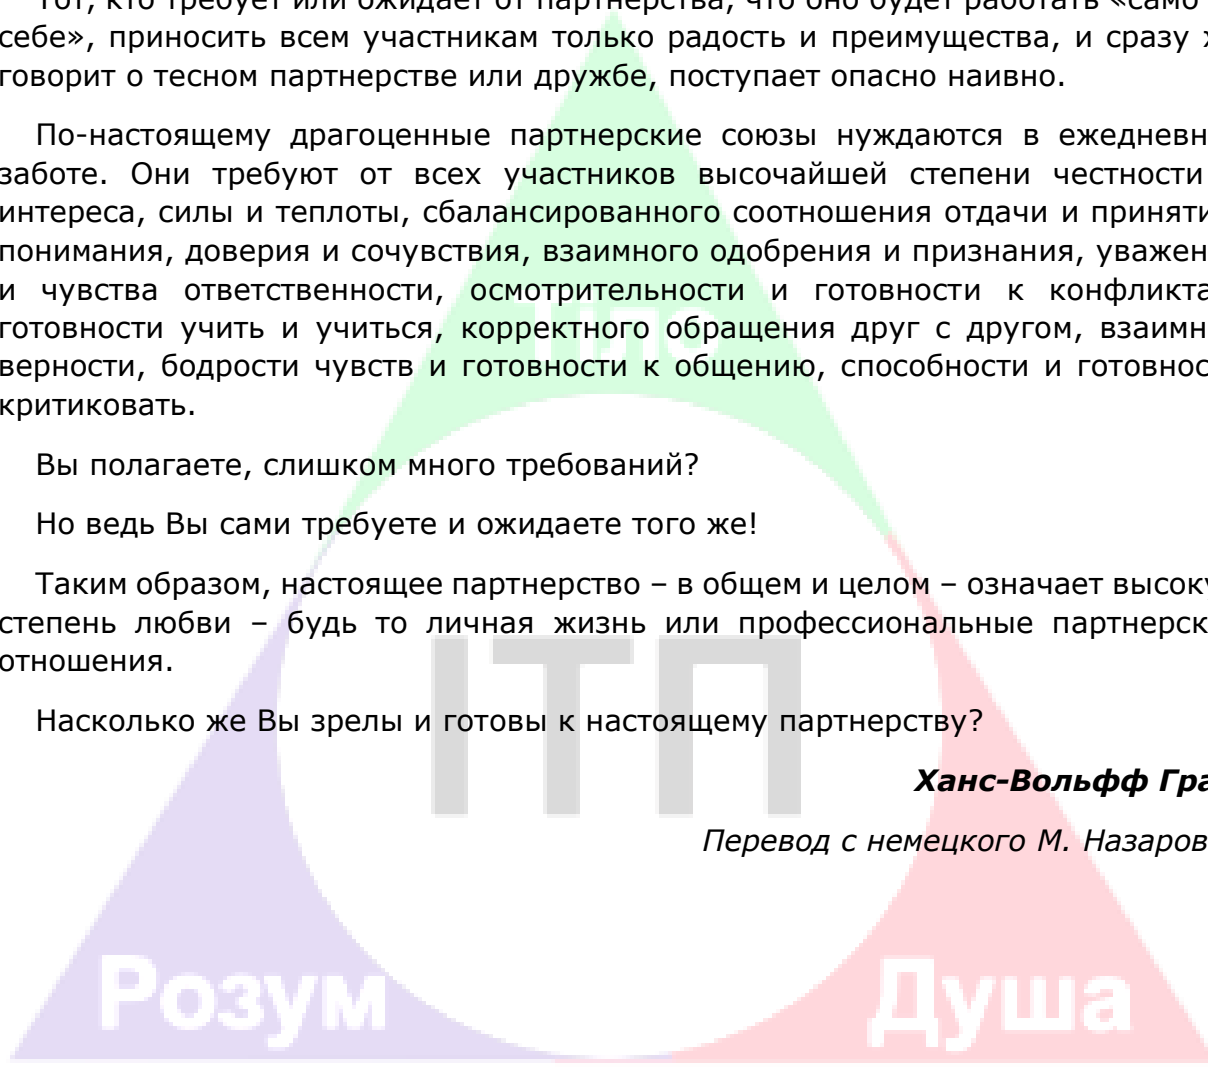 Тот, кто требует или ожидает от партнерства, что оно будет работать «само
себе», приносить всем участникам только радость и преимущества, и сразу
говорит о тесном партнерстве или дружбе, поступает опасно наивно.
По-настоящему драгоценные партнерские союзы нуждаются в ежедневн
заботе. Они требуют от всех участников высочайшей степени честности
интереса, силы и теплоты, сбалансированного соотношения отдачи и приняти
понимания, доверия и сочувствия, взаимного одобрения и признания, уважен
и чувства ответственности, осмотрительности и готовности к конфликта
готовности учить и учиться, корректного обращения друг с другом, взаимн
верности, бодрости чувств и готовности к общению, способности и готовнос
критиковать.
Вы полагаете, слишком много требований?
Но ведь Вы сами требуете и ожидаете того же!
Таким образом, настоящее партнерство – в общем и целом – означает высоку
степень любви – будь то личная жизнь или профессиональные партнерск
отношения.
Насколько же Вы зрелы и готовы к настоящему партнерству?
Ханс-Вольфф Гра
Перевод с немецкого М. Назаров
Тіло
ІТП
Розум
Душа